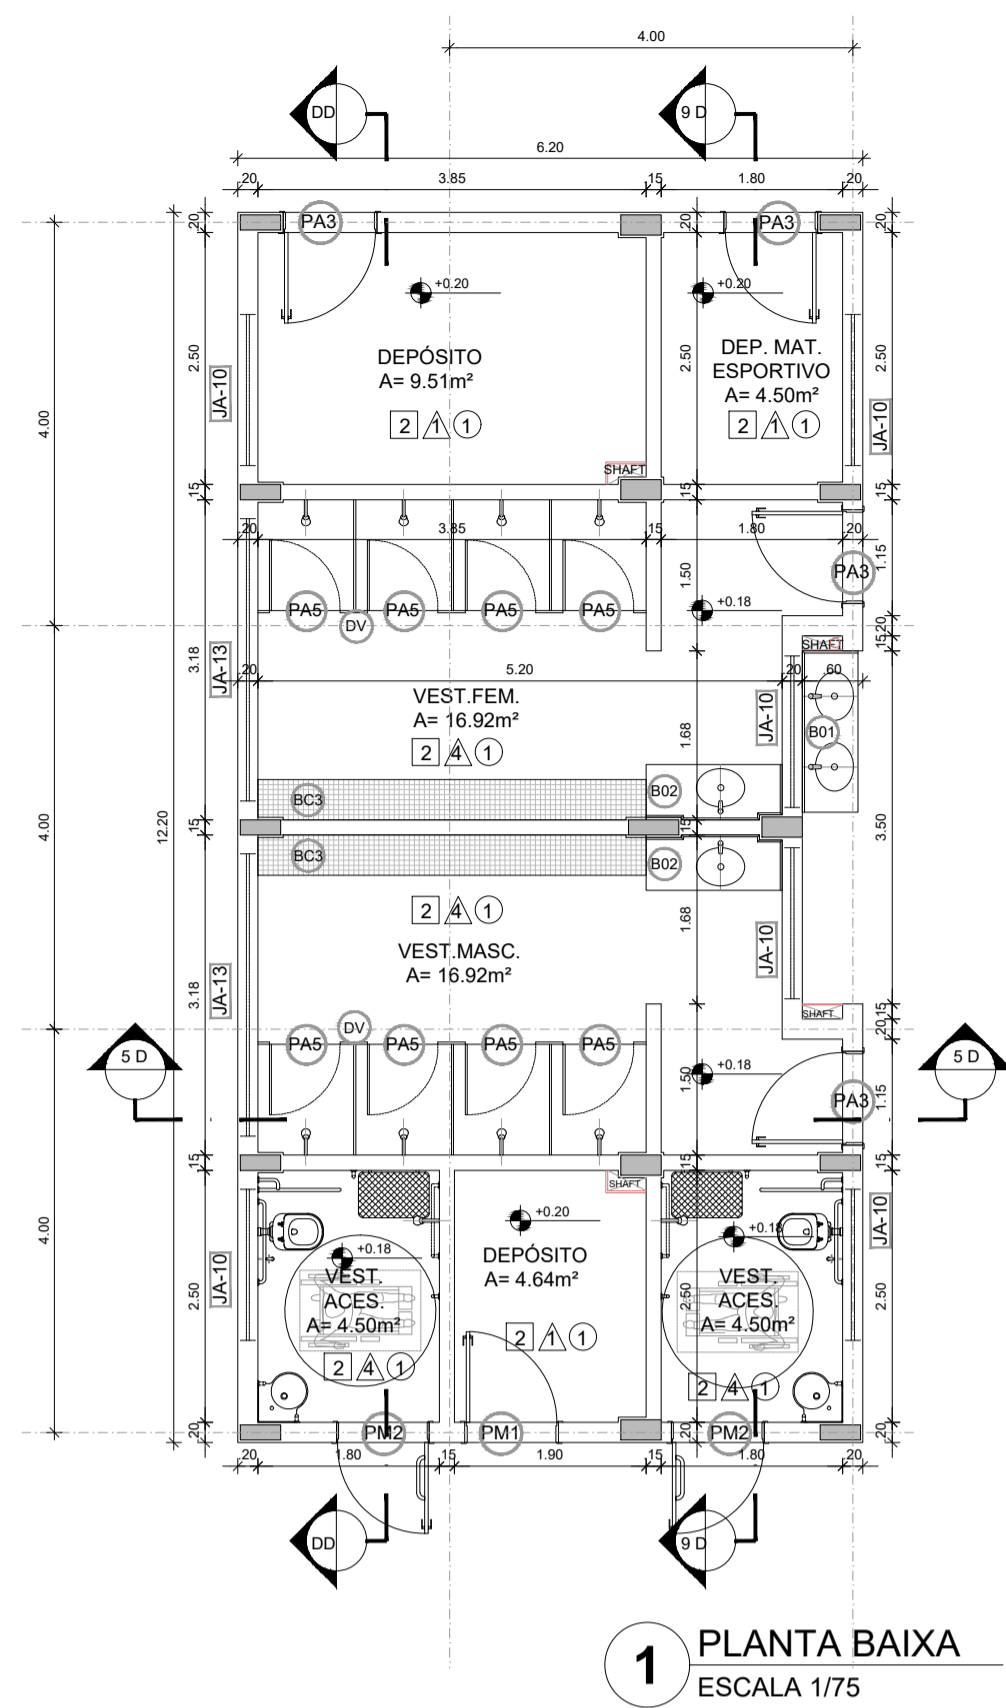 4.00
DD
9 D
6.20
.20
3.85
.15
1.80
.20
.20
PA3
PA3
.20
.20
+0.20
+0.20
4.00
2.50
JA-10
DEPÓSITO
A= 9.51m²
2 1 1
2.50
DEP. MAT.
ESPORTIVO
A= 4.50m²
2 1 1
2.50
JA-10
SHAFT
.15
.15
.15
.20
3.85
.15
1.80
.20
1.15
PA3
1.50
PA5
PA5
PA5
PA5
+0.18
DV
.20
.15
SHAFT
3.18
JA-13
.20
5.20
.20
.60
VEST.FEM.
A= 16.92m²
2 4 1
1.68
JA-10
B01
BC3
B02
4.00
12.20
.15
.15
3.50
BC3
B02
2 4 1
VEST.MASC.
A= 16.92m²
1.68
JA-10
3.18
JA-13
SHAFT
.15
.20
DV
PA5
PA5
PA5
PA5
5 D
5 D
1.50
+0.18
PA3
1.15
.15
.15
.15
SHAFT
4.00
2.50
JA-10
+0.18
VEST.
ACES.
A= 4.50m²
2 4 1
+0.20
DEPÓSITO
A= 4.64m²
2 1 1
+0.18
VEST.
ACES.
A= 4.50m²
2 4 1
2.50
2.50
JA-10
.20
PM2
PM1
PM2
.20
.20
.20
1.80
.15
1.90
.15
1.80
.20
DD
9 D
1
PLANTA BAIXA
ESCALA 1/75